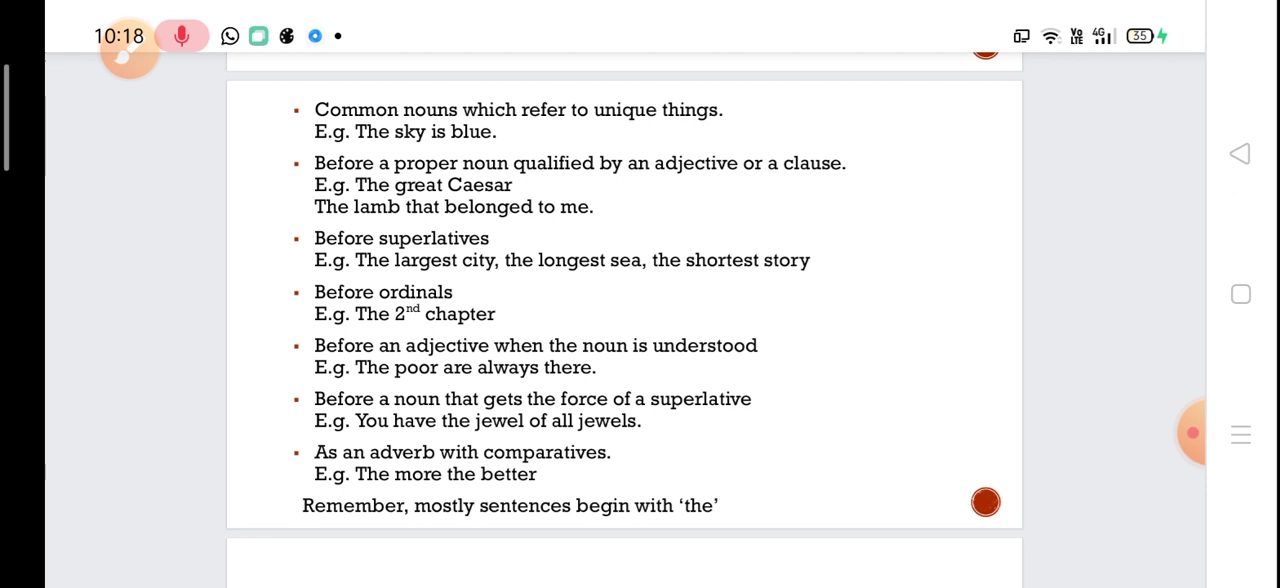 10:18
Vo LTE 4G 35
Common nouns which refer to unique things.
E.g. The sky is blue.
Before a proper noun qualified by an adjective or a clause.
E.g. The great Caesar
The lamb that belonged to me.
Before superlatives
E.g. The largest city, the longest sea, the shortest story
Before ordinals
E.g. The 2nd chapter
Before an adjective when the noun is understood
E.g. The poor are always there.
Before a noun that gets the force of a superlative
E.g. You have the jewel of all jewels.
As an adverb with comparatives.
E.g. The more the better
Remember, mostly sentences begin with ‘the’